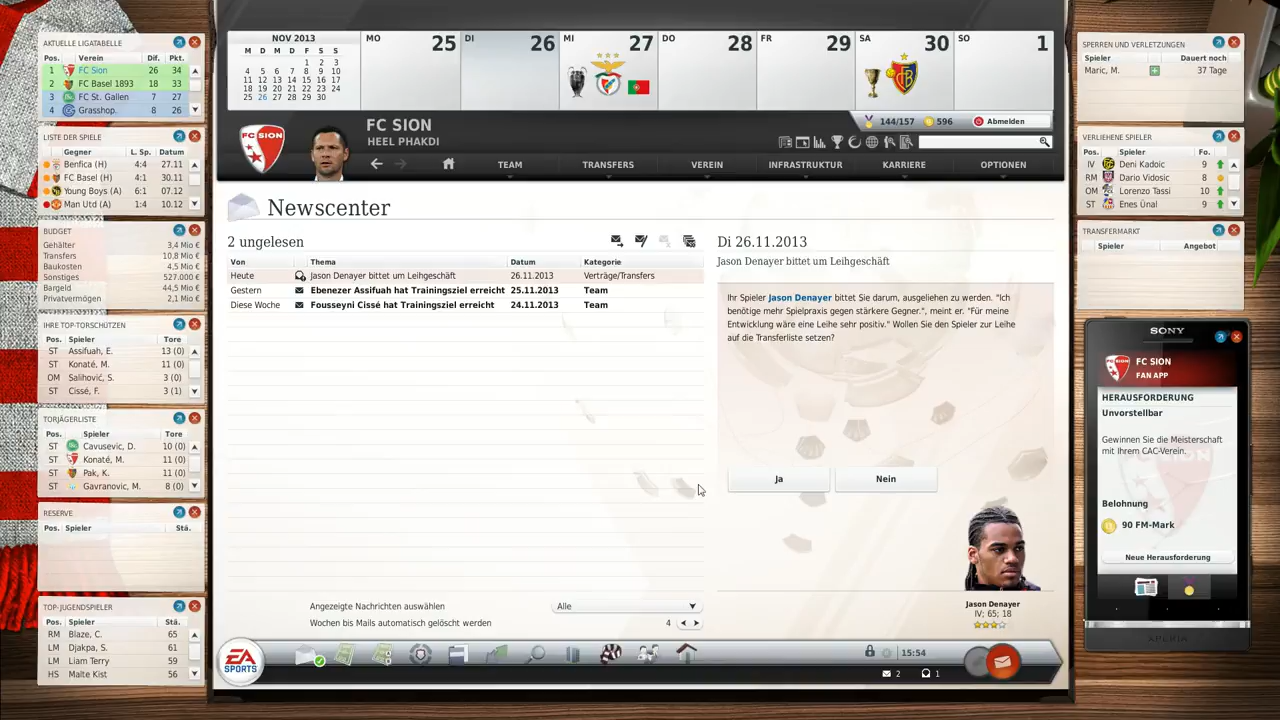 AKTUELLE LIGATABELLE
Pos. Verein Dif. Pkt.
1 FC Sion 26 34
2 FC Basel 1893 18 33
3 FC St. Gallen 7 27
4 Grasshop. 8 26
LISTE DER SPIELE
Gegner L. Sp. Datum
Benfica (H) 4:4 27.11
FC Basel (H) 4:1 30.11
Young Boys (A) 6:1 07.12
Man Utd (A) 1:4 10.12
BUDGET
Gehälter 3,4 Mio €
Transfers 10,8 Mio €
Baukosten 4,5 Mio €
Sonstiges 527.000 €
Bargeld 44,5 Mio €
Privatvermögen 2,1 Mio €
IHRE TOP-TORSCHÜTZEN
Pos. Spieler Tore
ST Assifuah, E. 13 (0)
ST Konaté, M. 11 (0)
OM Salihović, S. 3 (0)
ST Cissé, F. 3 (1)
TORJÄGERLISTE
Spieler Tore
ST Cavusevic, D. 10 (0)
ST Konaté, M. 11 (0)
ST Pak, K. 11 (0)
ST Gavranovic, M. 8 (0)
RESERVE
Pos. Spieler Stä.
TOP-JUGENDSPIELER
Pos. Spieler Stä.
RM Blaze, C. 65
LM Djakpa, S. 61
LM Liam Terry 59
HS Malte Kist 56
NOV 2013
M D M D F S S
1 2 3
4 5 6 7 8 9 10
11 12 13 14 15 16 17
18 19 20 21 22 23 24
25 26 27 28 29 30
MO 25 DI 26 MI 27 DO 28 FR 29 SA 30 SO 1
FC SION
HEEL PHAKDI
144/157 596 Abmelden
TEAM TRANSFERS VEREIN INFRASTRUKTUR KARRIERE OPTIONEN
Newscenter
2 ungelesen
Von Thema Datum Kategorie
Heute Jason Denayer bittet um Leihgeschäft 26.11.2013 Verträge/Transfers
Gestern Ebenezer Assifuah hat Trainingsziel erreicht 25.11.2013 Team
Diese Woche Fousseyni Cissé hat Trainingsziel erreicht 24.11.2013 Team
Angezeigte Nachrichten auswählen Alle
Wochen bis Mails automatisch gelöscht werden 4
Di 26.11.2013
Jason Denayer bittet um Leihgeschäft
Ihr Spieler Jason Denayer bittet Sie darum, ausgeliehen zu werden. "Ich
benötige mehr Spielpraxis gegen stärkere Gegner.", meint er. "Für meine
Entwicklung wäre eine Leihe sehr positiv." Wollen Sie den Spieler zur Leihe
auf die Transferliste setzen?
Ja Nein
Jason Denayer
IV; 65; 18
EA SPORTS
15:54
2 1
SPERREN UND VERLETZUNGEN
Spieler Dauert noch
Maric, M. 37 Tage
VERLIEHENE SPIELER
Pos. Spieler Fo.
IV Deni Kadoic 9
RM Dario Vidosic 8
OM Lorenzo Tassi 10
ST Enes Ünal 9
TRANSFERMARKT
Spieler Angebot
SONY
FC SION
FAN APP
HERAUSFORDERUNG
Unvorstellbar
Gewinnen Sie die Meisterschaft
mit Ihrem CAC-Verein.
Belohnung
90 FM-Mark
Neue Herausforderung
XPERIA